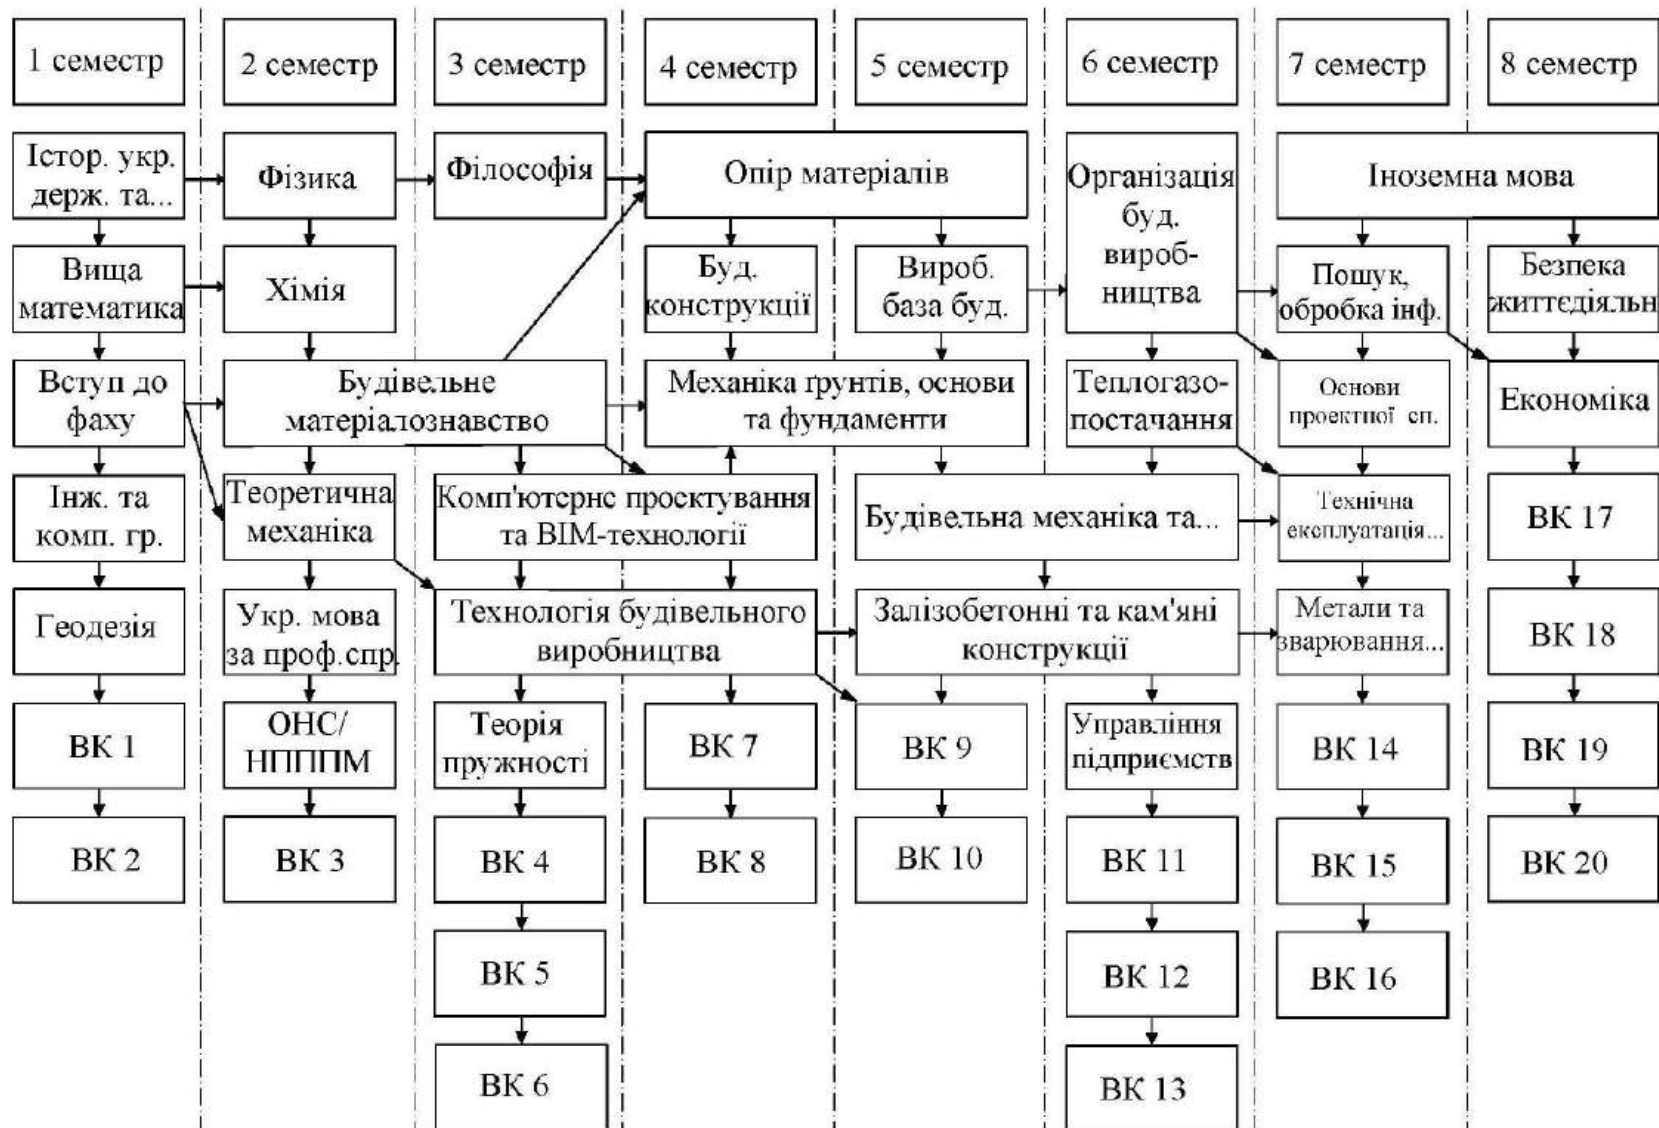 1 семестр
2 семестр
3 семестр
4 семестр
5 семестр
6 семестр
7 семестр
8 семестр
Істор. укр.
держ. та...
Фізика
Філософія
Опір матеріалів
Організація
буд.
вироб-
ництва
Іноземна мова
Вища
математика
Хімія
Буд.
конструкції
Вироб.
база буд.
Пошук,
обробка інф.
Безпека
життєдіяльн
Вступ до
фаху
Будівельне
матеріалознавство
Механіка ґрунтів, основи
та фундаменти
Теплогазо-
постачання
Основи
проектної сп.
Економіка
Інж. та
комп. гр.
Теоретична
механіка
Комп'ютерне проєктування
та BIM-технології
Будівельна механіка та...
Технічна
експлуатація...
ВК 17
Геодезія
Укр. мова
за проф.спр.
Технологія будівельного
виробництва
Залізобетонні та кам'яні
конструкції
Метали та
зварювання...
ВК 18
ВК 1
ОНС/
НПППМ
Теорія
пружності
ВК 7
ВК 9
Управління
підприємств
ВК 14
ВК 19
ВК 2
ВК 3
ВК 4
ВК 8
ВК 10
ВК 11
ВК 15
ВК 20
ВК 5
ВК 12
ВК 16
ВК 6
ВК 13